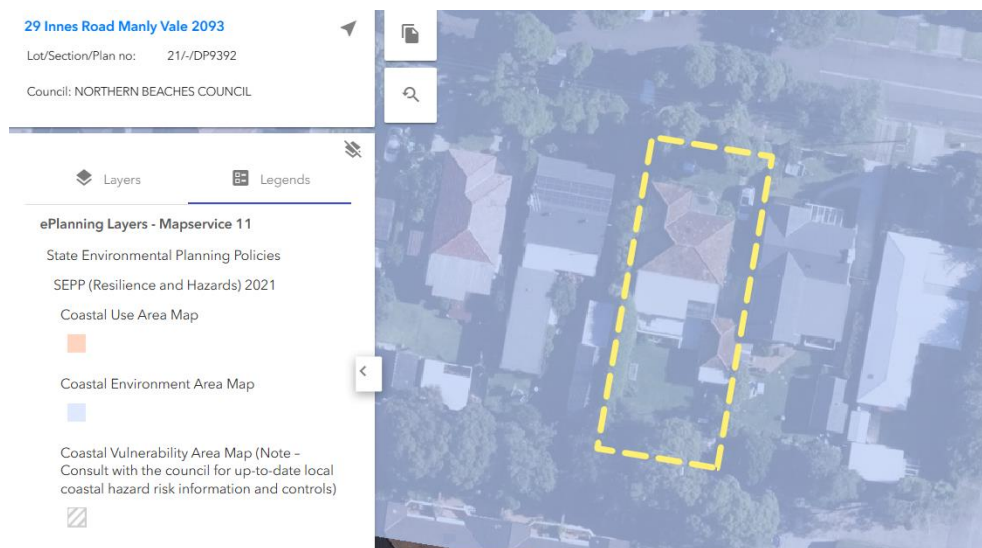 29 Innes Road Manly Vale 2093
Lot/Section/Plan no: 21/-/DP9392
Council: NORTHERN BEACHES COUNCIL
Layers Legends
ePlanning Layers - Mapservice 11
State Environmental Planning Policies
SEPP (Resilience and Hazards) 2021
Coastal Use Area Map
Coastal Environment Area Map
Coastal Vulnerability Area Map (Note –
Consult with the council for up-to-date local
coastal hazard risk information and controls)